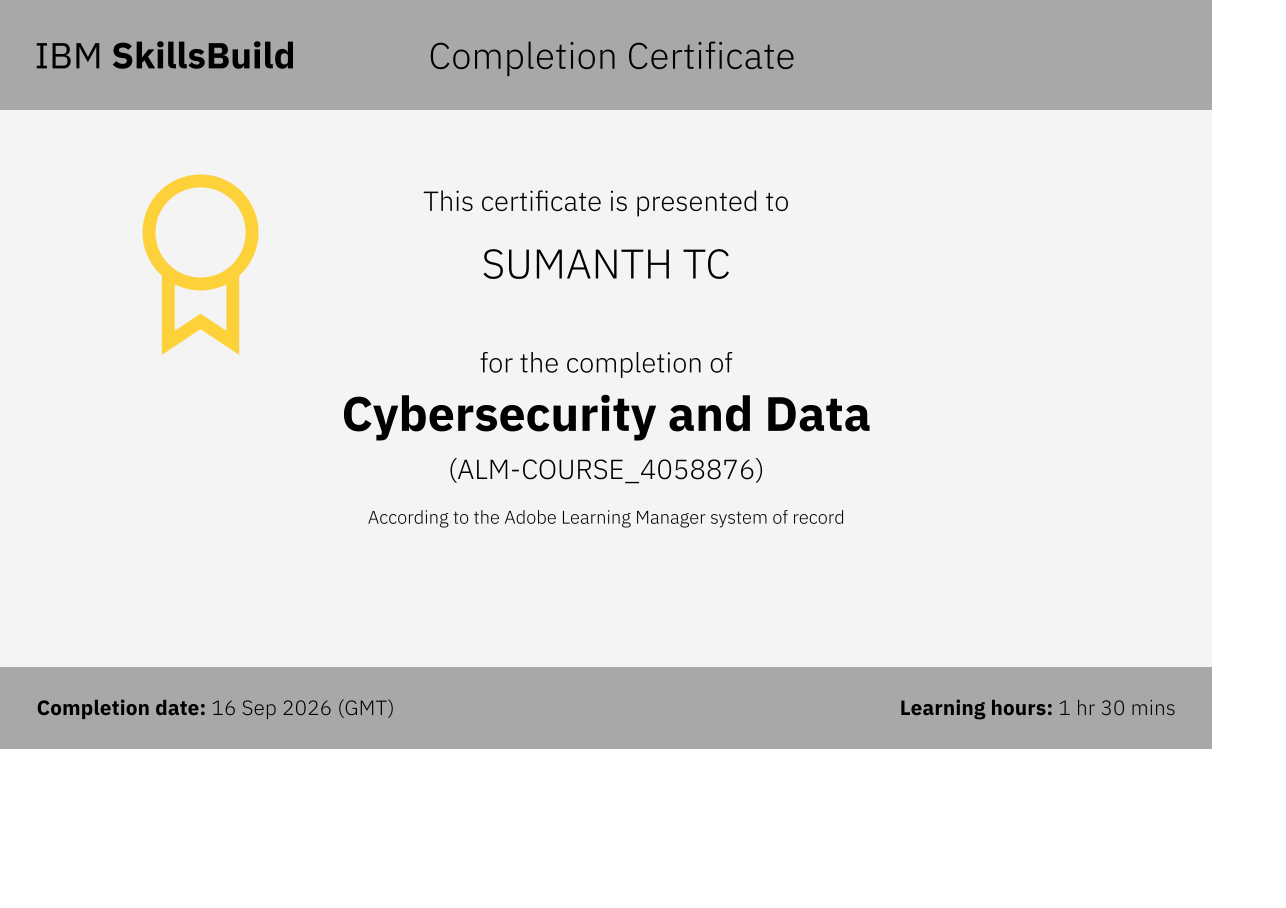 IBM SkillsBuild
Completion Certificate
This certificate is presented to
SUMANTH TC
for the completion of
Cybersecurity and Data
(ALM-COURSE_4058876)
According to the Adobe Learning Manager system of record
Completion date: 16 Sep 2026 (GMT)
Learning hours: 1 hr 30 mins